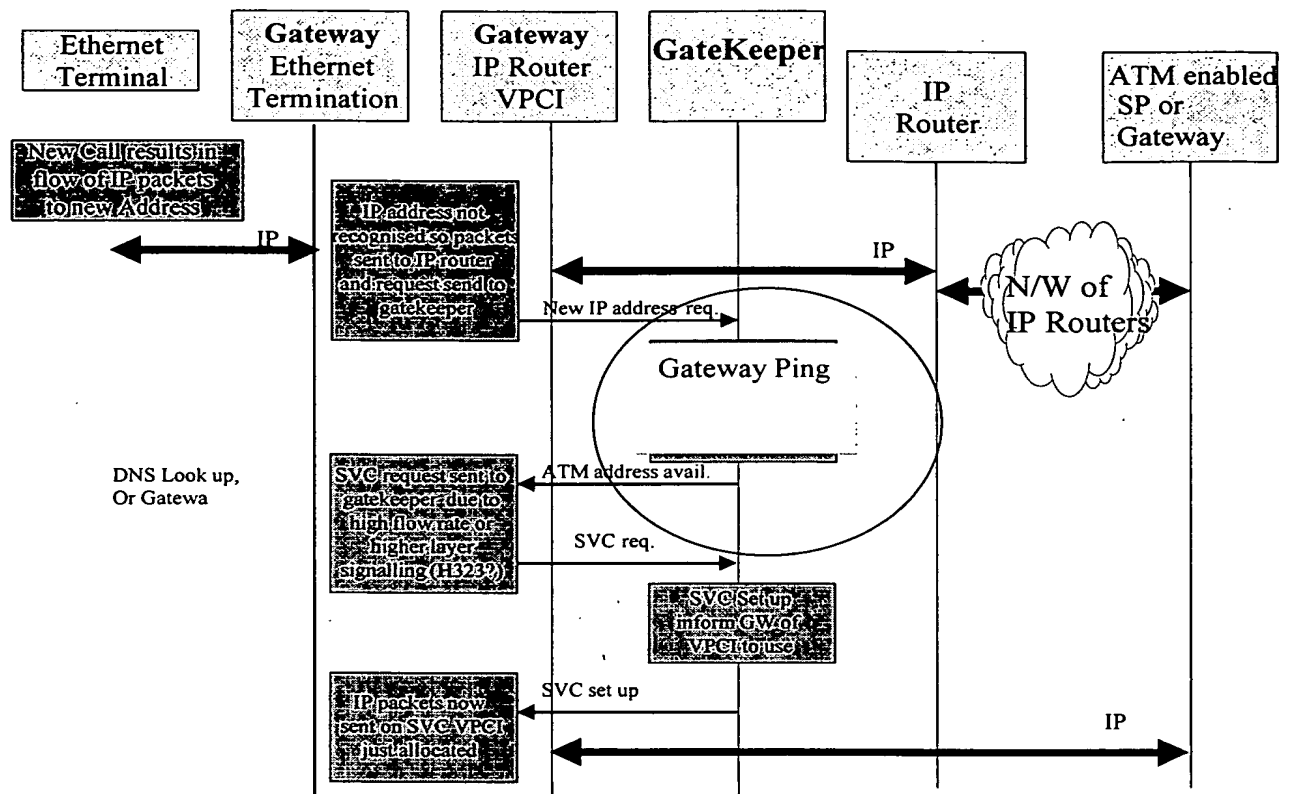 Ethernet
Terminal
Gateway
Ethernet
Termination
Gateway
IP Router
VPCI
GateKeeper
IP
Router
ATM enabled
SP or
Gateway
New Call results in
flow of IP packets
to new Address
IP
IP address not
recognised so packets
sent to IP router
and request send to
gatekeeper
IP
N/W of
IP Routers
New IP address req.
Gateway Ping
DNS Look up,
Or Gatewa
SVC request sent to
gatekeeper due to
high flow rate or
higher layer
signalling (H323?)
ATM address avail.
SVC req.
SVC Set up
inform GW of
VPCI to use
IP packets now
sent on SVC VPCI
just allocated
SVC set up
IP